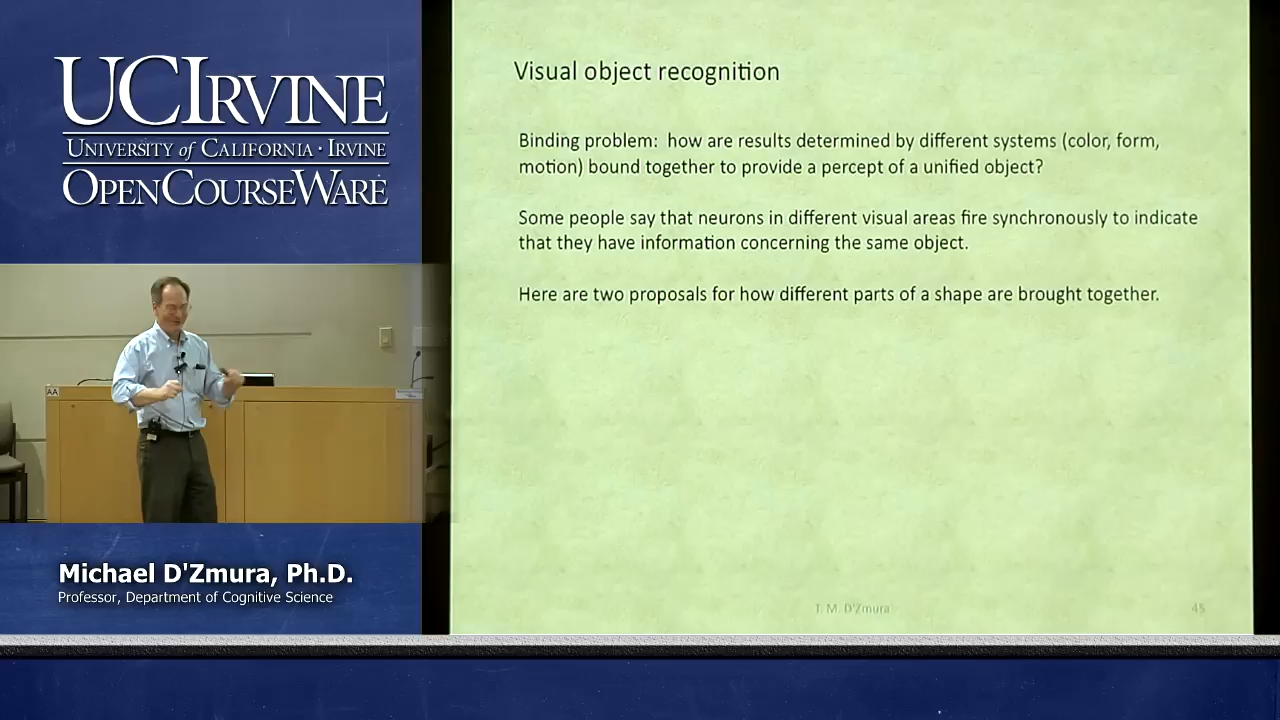 UCIRVINE
UNIVERSITY of CALIFORNIA · IRVINE
OPENCOURSEWARE
AA
Michael D'Zmura, Ph.D.
Professor, Department of Cognitive Science
Visual object recognition
Binding problem: how are results determined by different systems (color, form,
motion) bound together to provide a percept of a unified object?
Some people say that neurons in different visual areas fire synchronously to indicate
that they have information concerning the same object.
Here are two proposals for how different parts of a shape are brought together.
T. M. D'Zmura
45